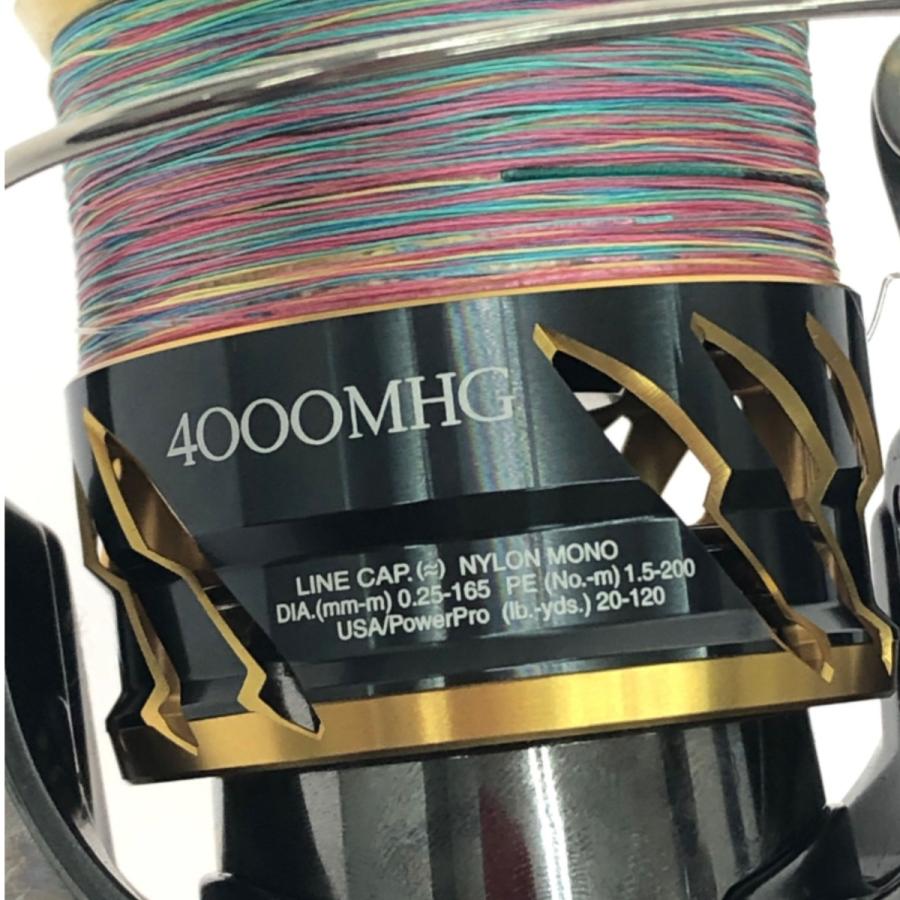 4000MHG
LINE CAP.(≈) NYLON MONO
DIA.(mm-m) 0.25-165 PE (No.-m) 1.5-200
USA/PowerPro (lb.-yds.) 20-120